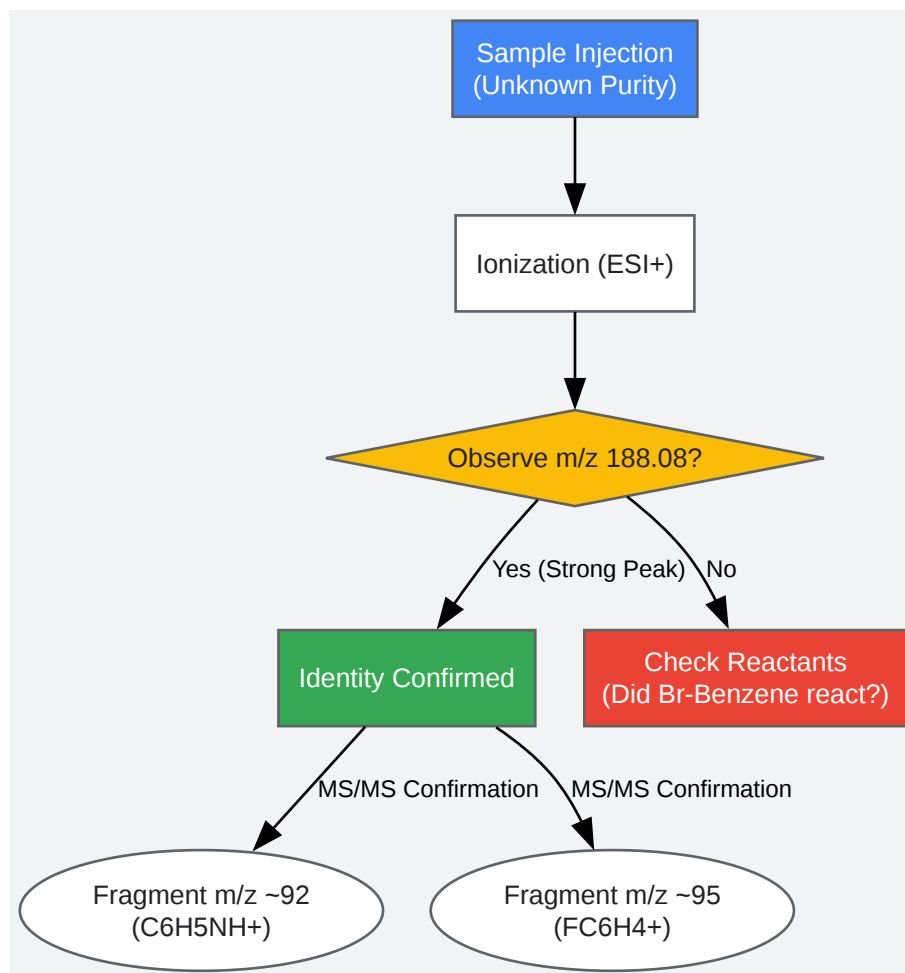 Sample Injection
(Unknown Purity)
Ionization (ESI+)
Observe m/z 188.08?
Yes (Strong Peak)
No
Identity Confirmed
Check Reactants
(Did Br-Benzene react?)
MS/MS Confirmation
MS/MS Confirmation
Fragment m/z ~92
(C6H5NH+)
Fragment m/z ~95
(FC6H4+)